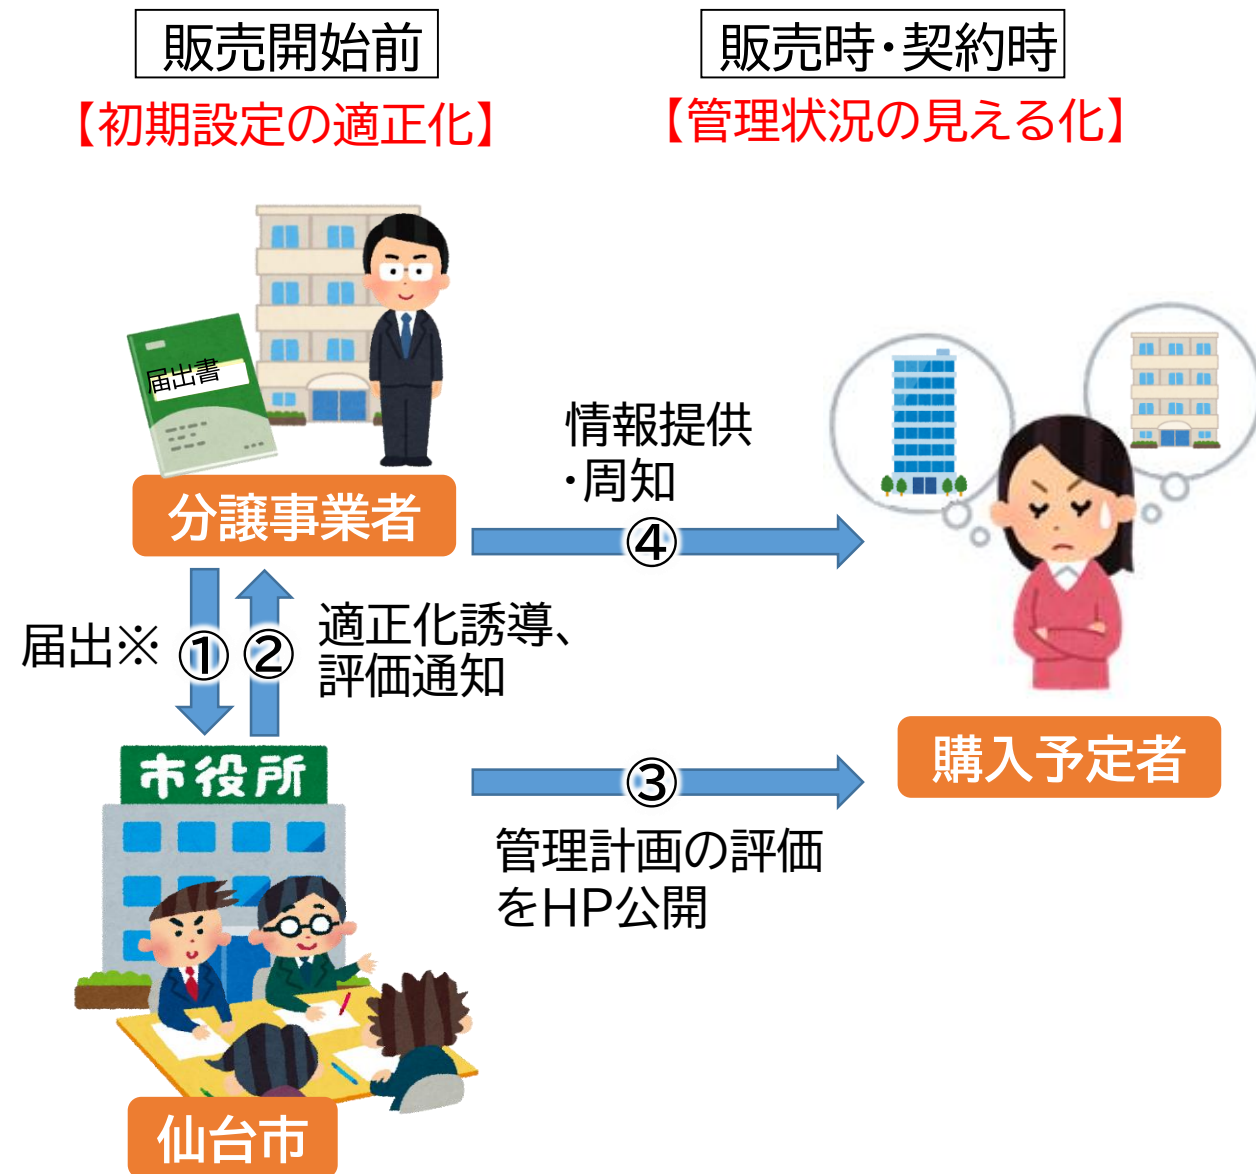 販売開始前
【初期設定の適正化】
販売時・契約時
【管理状況の見える化】
届出書
分譲事業者
情報提供
・周知
④
届出※
①
②
適正化誘導、
評価通知
購入予定者
市役所
③
管理計画の評価
をHP公開
仙台市